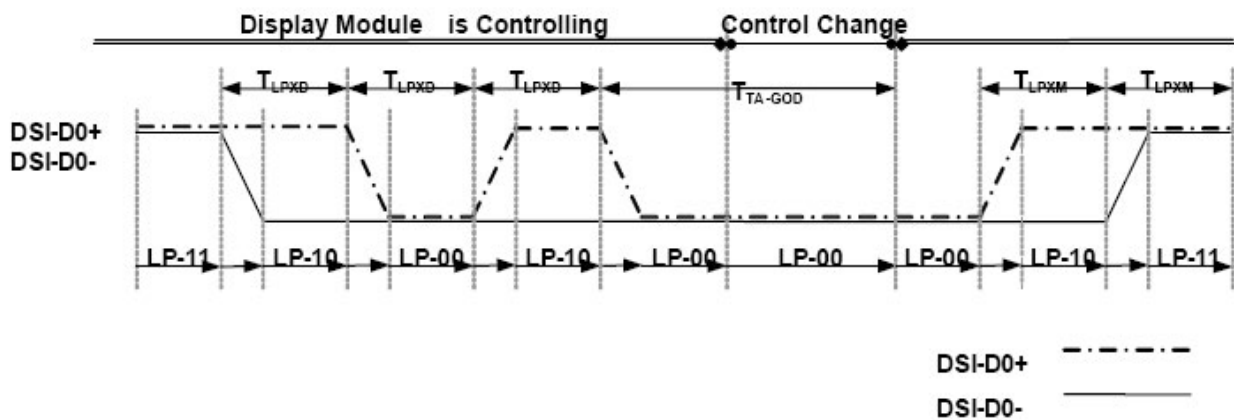 Display Module is Controlling Control Change
TLPXD TLPXD TLPXD TTA-GOD TLPXM TLPXM
DSI-D0+
DSI-D0-
LP-11 LP-10 LP-00 LP-10 LP-00 LP-00 LP-00 LP-10 LP-11
DSI-D0+
DSI-D0-